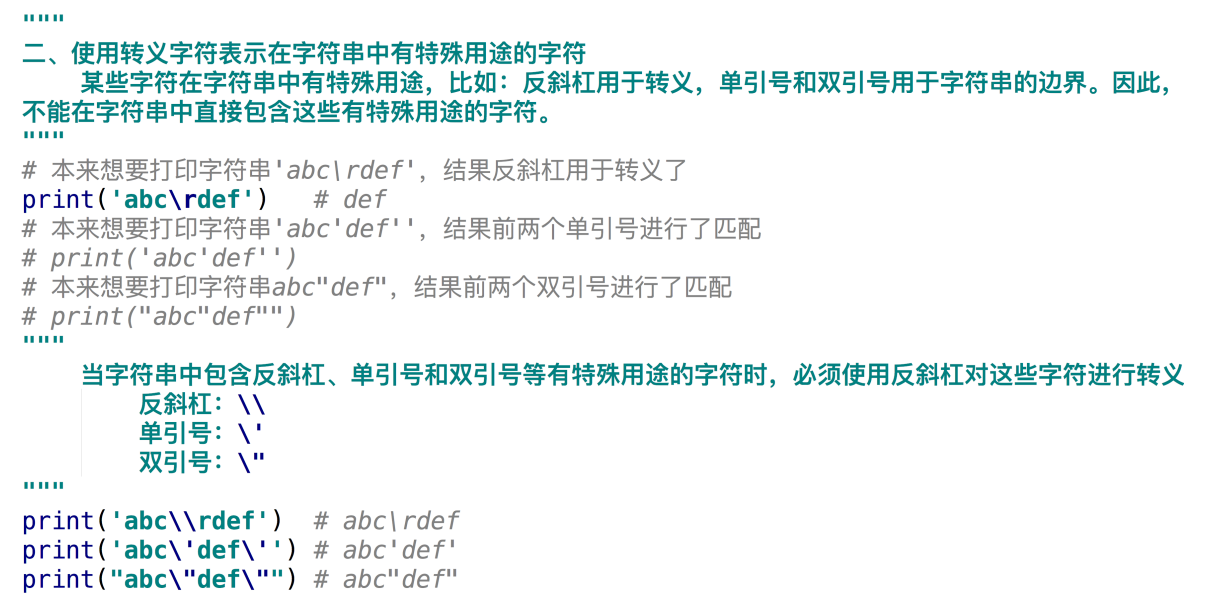 """
二、使用转义字符表示在字符串中有特殊用途的字符
    某些字符在字符串中有特殊用途，比如：反斜杠用于转义，单引号和双引号用于字符串的边界。因此，
不能在字符串中直接包含这些有特殊用途的字符。
"""
# 本来想要打印字符串'abc\rdef'，结果反斜杠用于转义了
print('abc\rdef')   # def
# 本来想要打印字符串'abc'def''，结果前两个单引号进行了匹配
# print('abc'def'')
# 本来想要打印字符串abc"def"，结果前两个双引号进行了匹配
# print("abc"def"")
"""
    当字符串中包含反斜杠、单引号和双引号等有特殊用途的字符时，必须使用反斜杠对这些字符进行转义
        反斜杠：\\
        单引号：\'
        双引号：\"
"""
print('abc\\rdef')  # abc\rdef
print('abc\'def\'') # abc'def'
print("abc\"def\"") # abc"def"